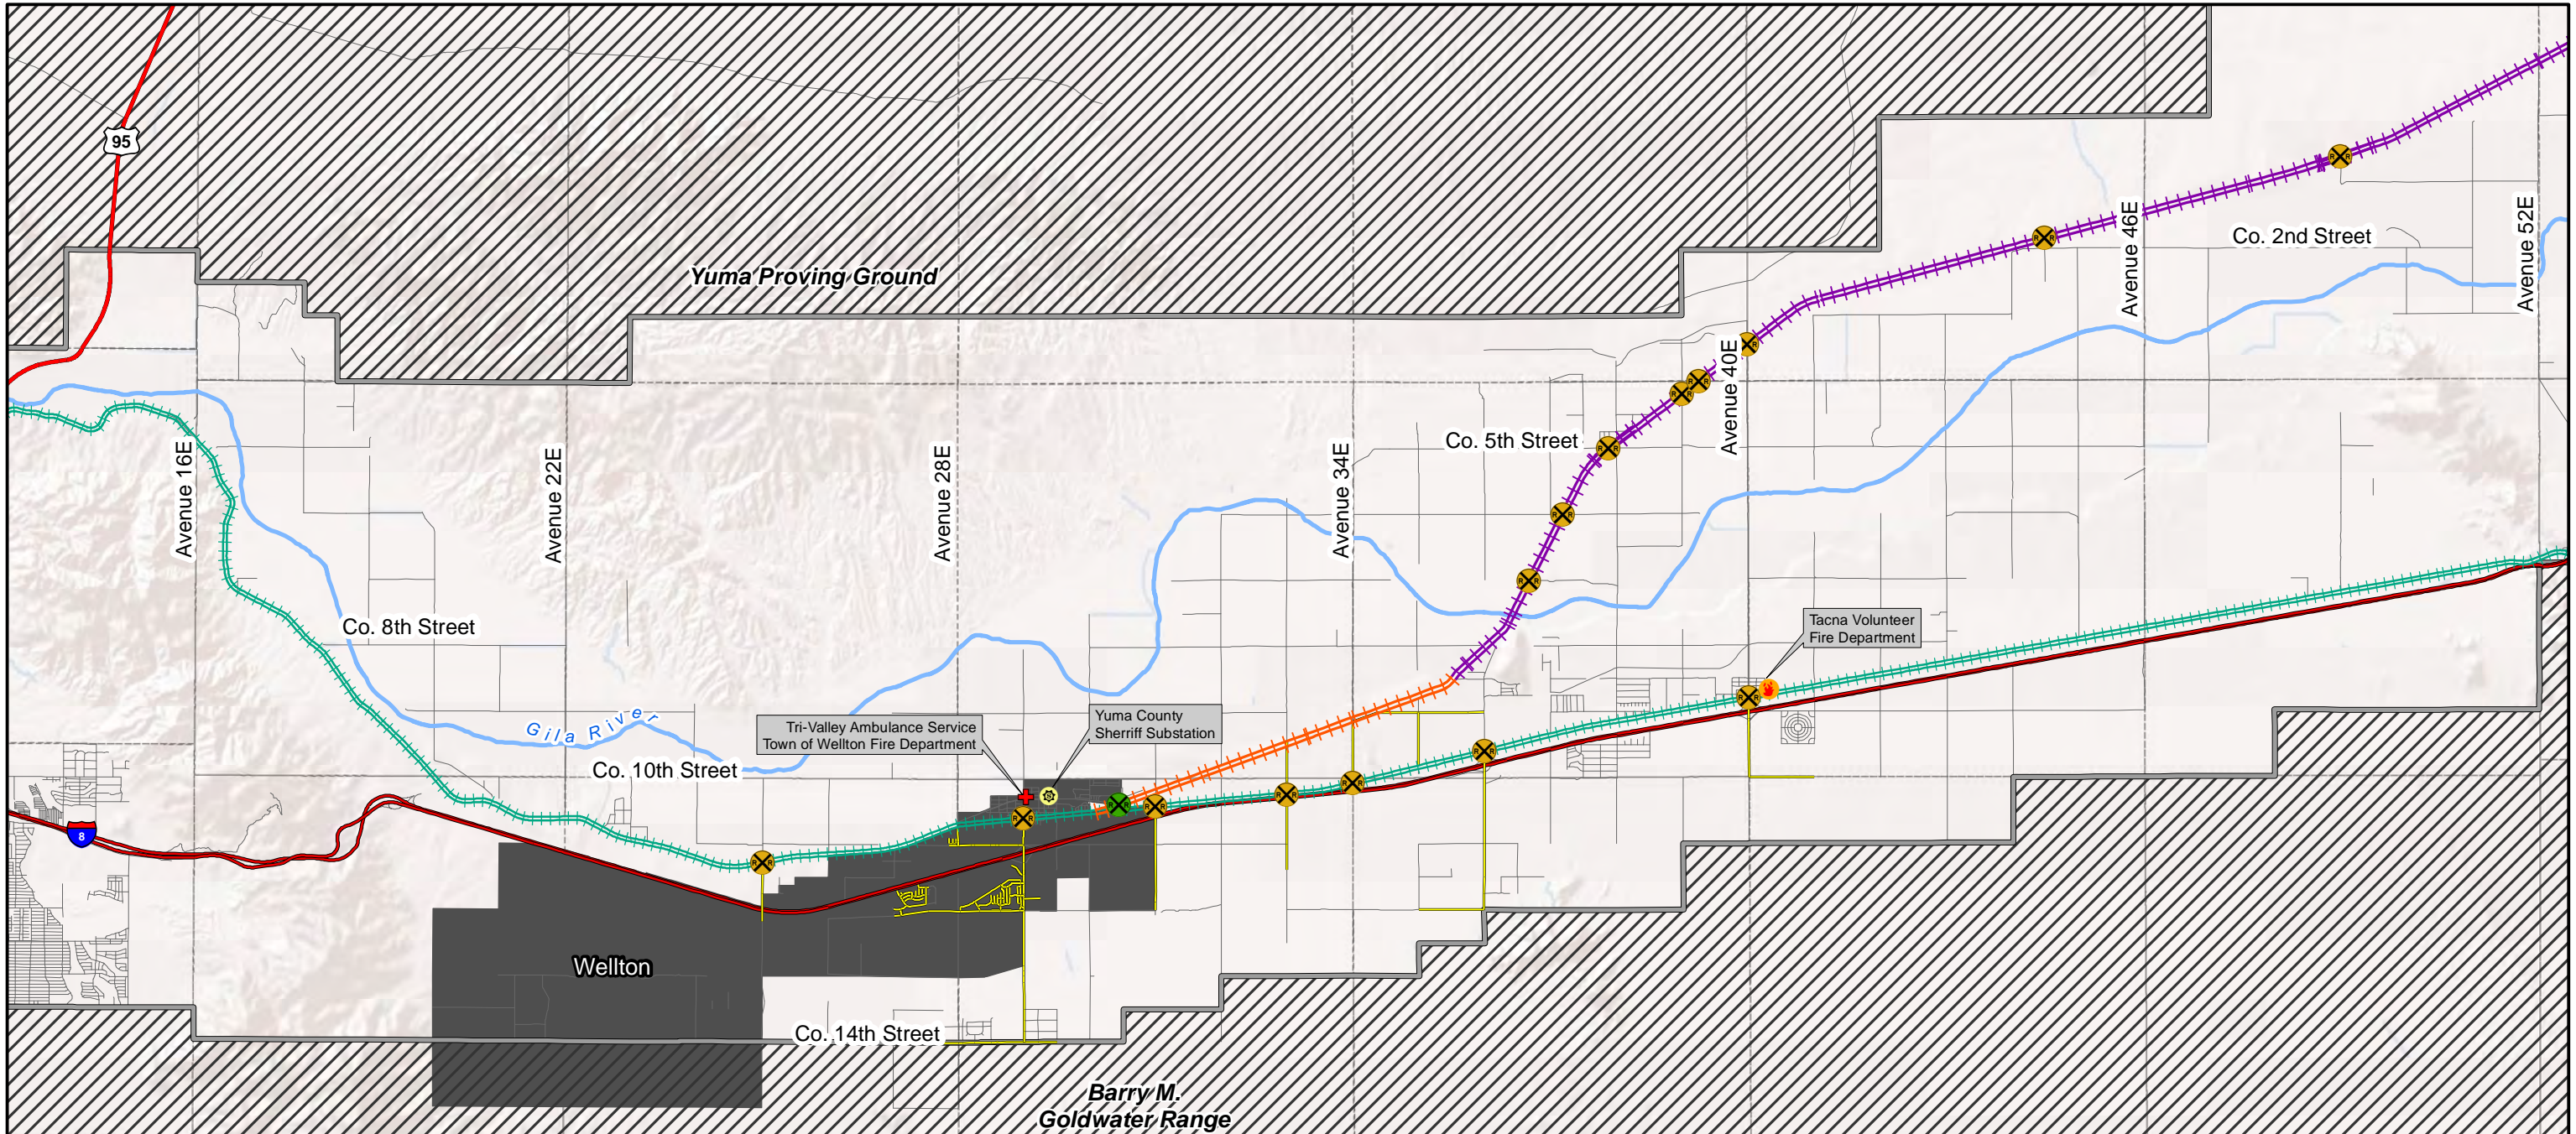 95
Yuma Proving Ground
Co. 2nd Street
Avenue 46E
Avenue 52E
Avenue 40E
Co. 5th Street
Avenue 16E
Avenue 22E
Avenue 28E
Avenue 34E
Co. 8th Street
Tacna Volunteer
Fire Department
Gila River
Tri-Valley Ambulance Service
Town of Wellton Fire Department
Yuma County
Sherriff Substation
Co. 10th Street
8
Wellton
Co. 14th Street
Barry M.
Goldwater Range